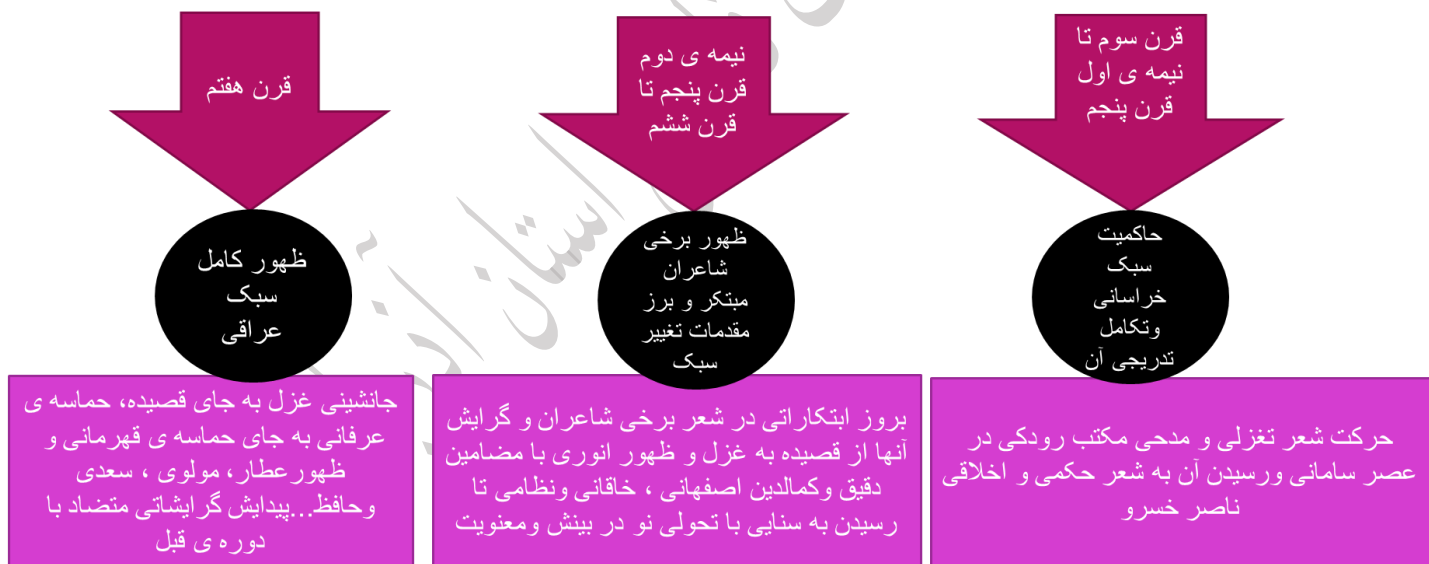 قرن سوم تا
نیمه ی اول
قرن پنجم
حاکمیت
سبک
خراسانی
وتکامل
تدریجی آن
حرکت شعر تغزلی و مدحی مکتب رودکی در
عصر سامانی ورسیدن آن به شعر حکمی و اخلاقی
ناصر خسرو
نیمه ی دوم
قرن پنجم تا
قرن ششم
ظهور برخی
شاعران
مبتکر و برز
مقدمات تغییر
سبک
بروز ابتکاراتی در شعر برخی شاعران و گرایش
آنها از قصیده به غزل و ظهور انوری با مضامین
دقیق وکمالدین اصفهانی ، خاقانی ونظامی تا
رسیدن به سنایی با تحولی نو در بینش ومعنویت
قرن هفتم
ظهور کامل
سبک
عراقی
جانشینی غزل به جای قصیده، حماسه ی
عرفانی به جای حماسه ی قهرمانی و
ظهورعطار، مولوی ، سعدی
وحافظ...پیدایش گرایشاتی متضاد با
دوره ی قبل
استان